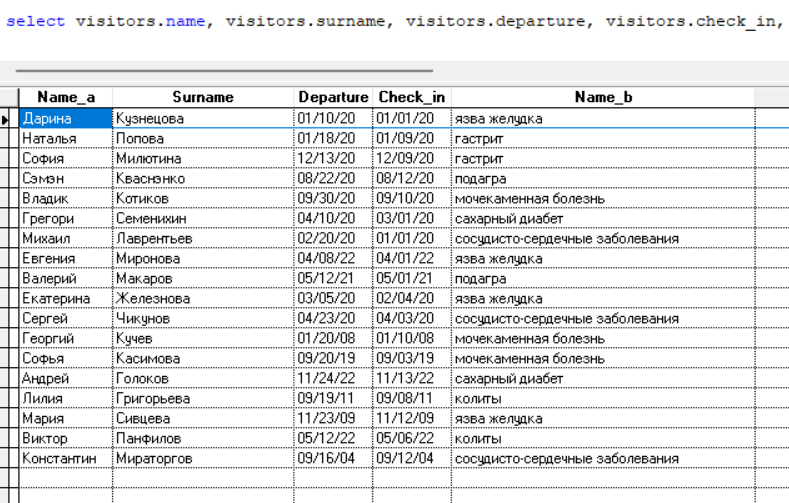 select visitors.name, visitors.surname, visitors.departure, visitors.check_in,
Name_a Surname Departure Check_in Name_b
Дарина Кузнецова 01/10/20 01/01/20 язва желудка
Наталья Попова 01/18/20 01/09/20 гастрит
София Милютина 12/13/20 12/09/20 гастрит
Сэмэн Кваснэнко 08/22/20 08/12/20 подагра
Владик Котиков 09/30/20 09/10/20 мочекаменная болезнь
Грегори Семенихин 04/10/20 03/01/20 сахарный диабет
Михаил Лаврентьев 02/20/20 01/01/20 сосудисто-сердечные заболевания
Евгения Миронова 04/08/22 04/01/22 язва желудка
Валерий Макаров 05/12/21 05/01/21 подагра
Екатерина Железнова 03/05/20 02/04/20 язва желудка
Сергей Чикунов 04/23/20 04/03/20 сосудисто-сердечные заболевания
Георгий Кучев 01/20/08 01/10/08 мочекаменная болезнь
Софья Касимова 09/20/19 09/03/19 мочекаменная болезнь
Андрей Голоков 11/24/22 11/13/22 сахарный диабет
Лилия Григорьева 09/19/11 09/08/11 колиты
Мария Сивцева 11/23/09 11/12/09 язва желудка
Виктор Панфилов 05/12/22 05/06/22 колиты
Константин Мираторгов 09/16/04 09/12/04 сосудисто-сердечные заболевания